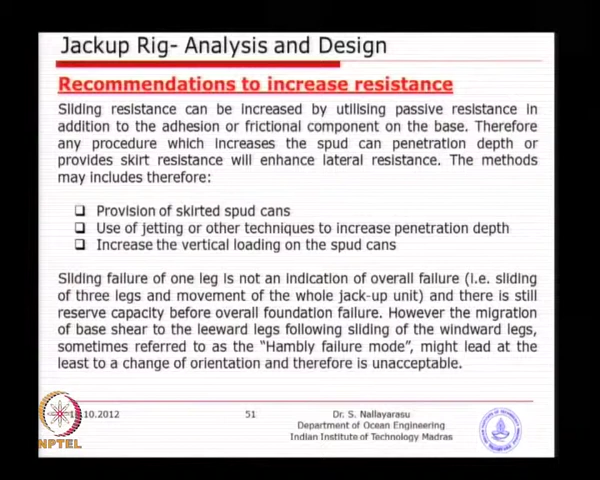 Jackup Rig- Analysis and Design
Recommendations to increase resistance
Sliding resistance can be increased by utilising passive resistance in
addition to the adhesion or frictional component on the base. Therefore
any procedure which increases the spud can penetration depth or
provides skirt resistance will enhance lateral resistance. The methods
may includes therefore:
❑ Provision of skirted spud cans
❑ Use of jetting or other techniques to increase penetration depth
❑ Increase the vertical loading on the spud cans
Sliding failure of one leg is not an indication of overall failure (i.e. sliding
of three legs and movement of the whole jack-up unit) and there is still
reserve capacity before overall foundation failure. However the migration
of base shear to the leeward legs following sliding of the windward legs,
sometimes referred to as the “Hambly failure mode”, might lead at the
least to a change of orientation and therefore is unacceptable.
.10.2012
51
Dr. S. Nallayarasu
Department of Ocean Engineering
Indian Institute of Technology Madras
NPTEL